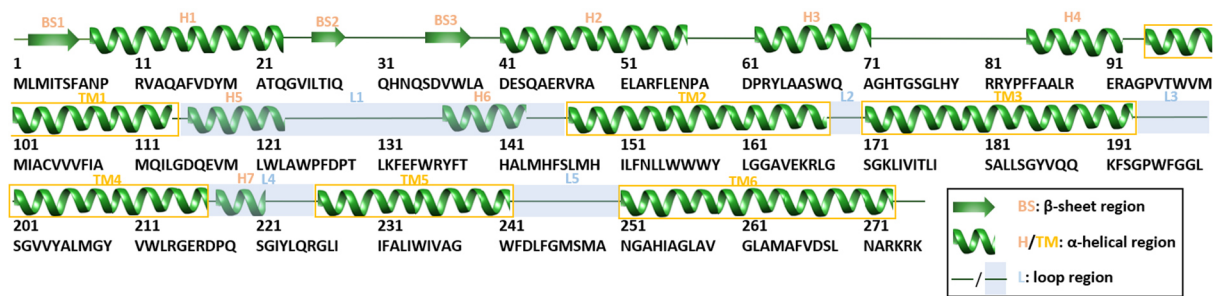 BS1 H1 BS2 BS3 H2 H3 H4
1 11 21 31 41 51 61 71 81 91
MLMITSFANP RVAQAFVDYM ATQGVILTIQ QHNQSDVWLA DESQAERVRA ELARFLENPA DPRYLAASWQ AGHTGSGLHY RRYPFFAALR ERAGPVTWVM
TM1 H5 L1 H6 TM2 L2 TM3 L3
101 111 121 131 141 151 161 171 181 191
MIACVVVFIA MQILGDQEVM LWLAWPFDPT LKFEFWRYFT HALMHFSLMH ILFNLLWWWY LGGAVEKRLG SGKLIVITLI SALLSGYVQQ KFSGPWFGGL
TM4 H7 L4 TM5 L5 TM6
201 211 221 231 241 251 261 271
SGVVYALMGY VWLRGERDPQ SGIYLQRGLI IFALIWIVAG WFDLFGMSMA NGAHIAGLAV GLAMAFVDSL NARKRK
BS: β-sheet region
H/TM: α-helical region
/ L: loop region